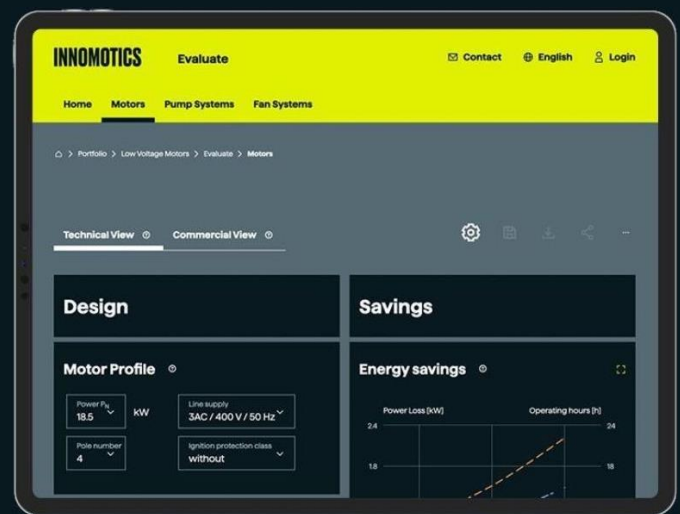 INNOMOTICS
Evaluate
Contact
English
Login
Home Motors Pump Systems Fan Systems
> Portfolio > Low Voltage Motors > Evaluate > Motors
Technical View
Commercial View
...
Design
Savings
Motor Profile
Power PN
18.5
kW
Line supply
3AC / 400 V / 50 Hz
Pole number
4
Ignition protection class
without
Energy savings
Power Loss [kW]
Operating hours [h]
2.4
24
1.8
18